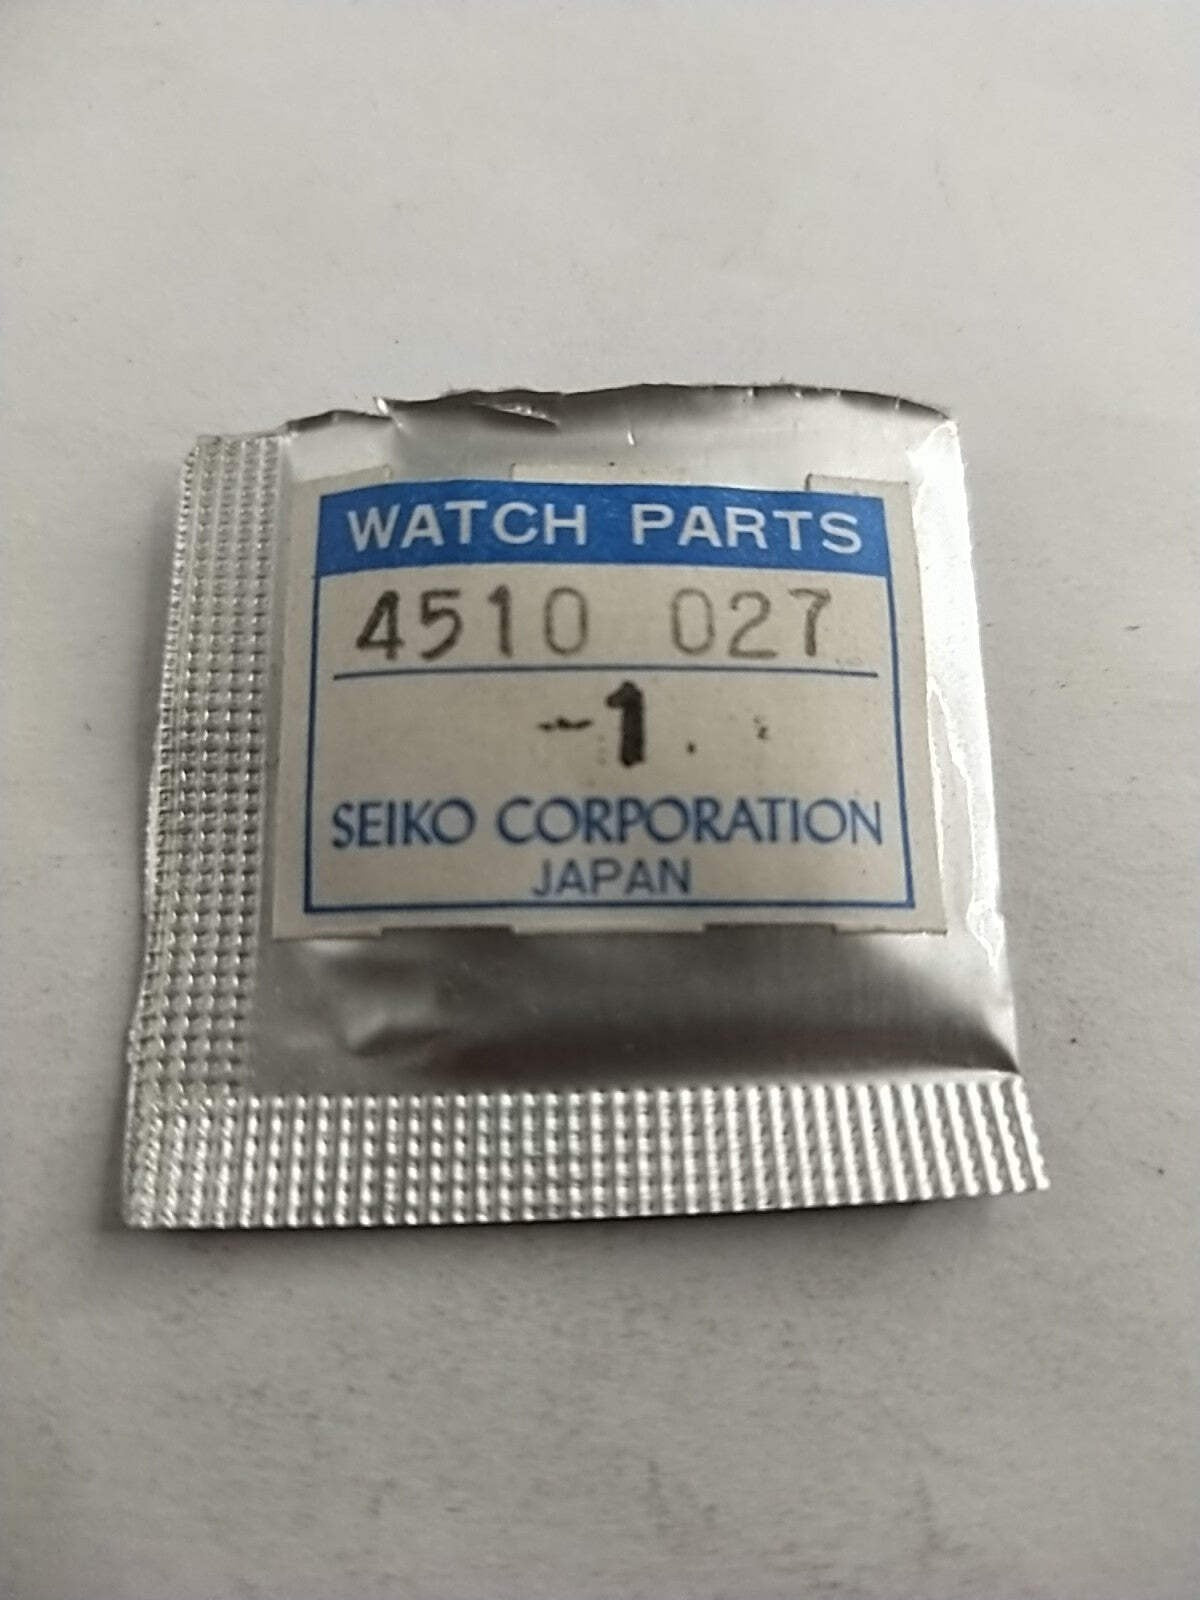 WATCH PARTS
4510 027
-1
SEIKO CORPORATION
JAPAN